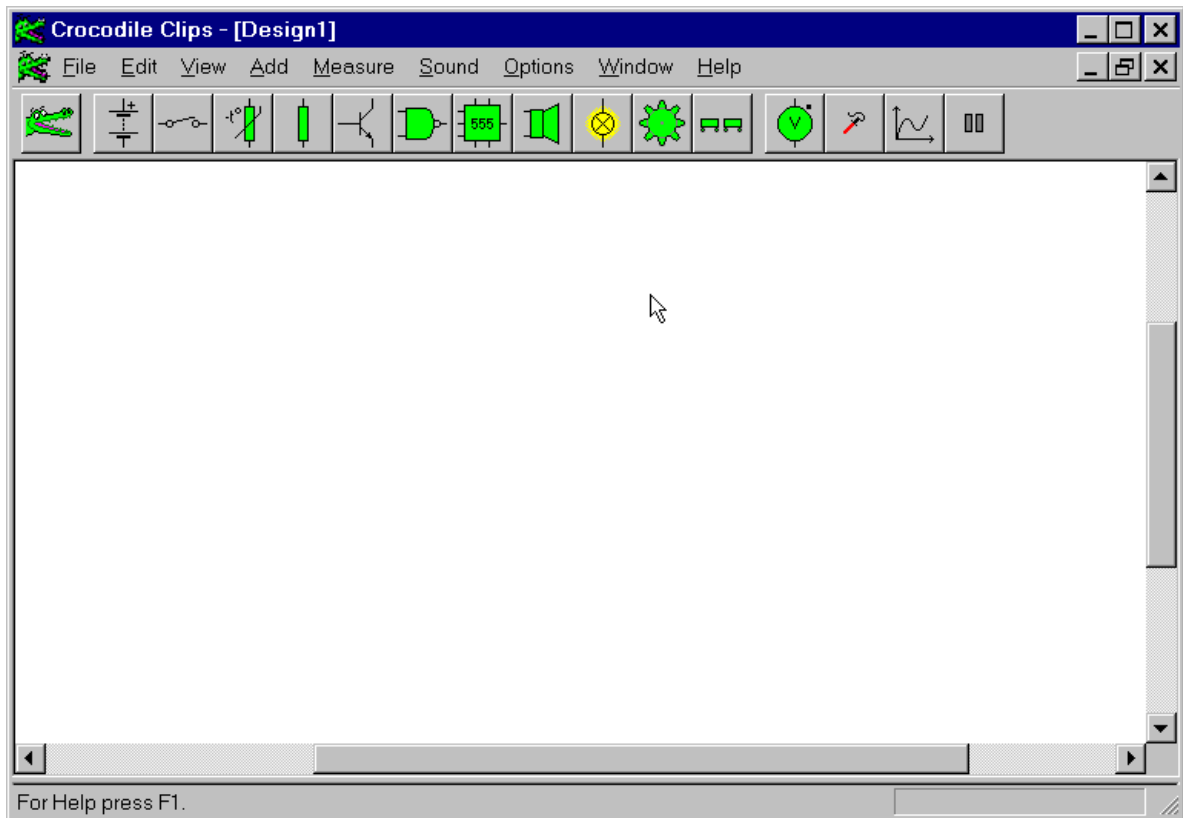 Crocodile Clips - [Design1]
File Edit View Add Measure Sound Options Window Help
t° 555 V
For Help press F1.